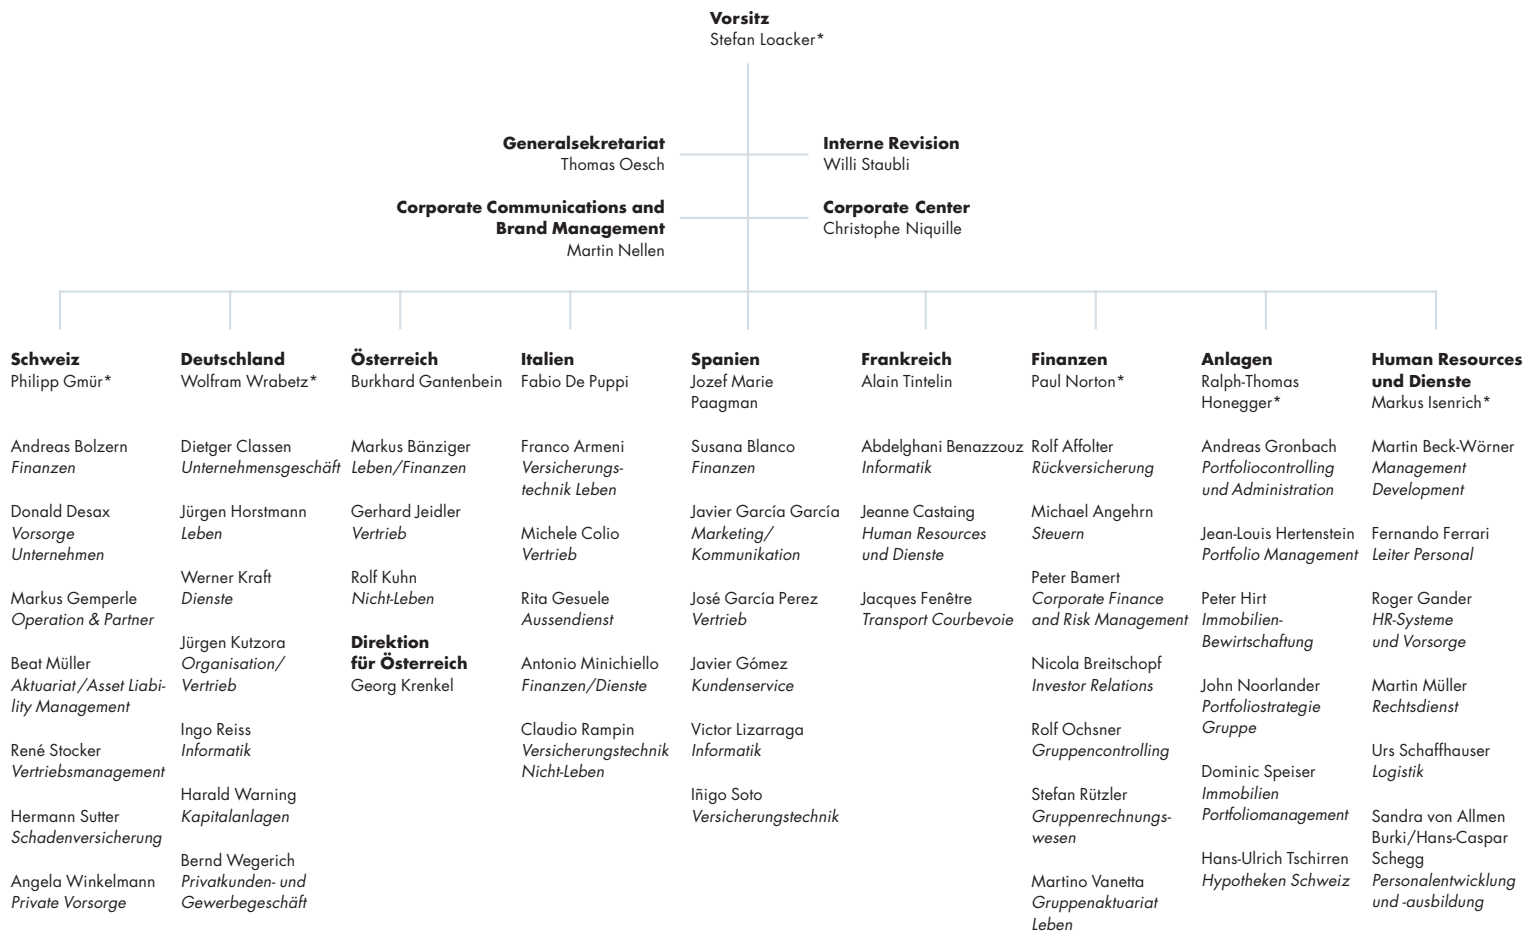 Vorsitz
Stefan Loacker*
Generalsekretariat
Thomas Oesch
Interne Revision
Willi Staubli
Corporate Communications and
Brand Management
Martin Nellen
Corporate Center
Christophe Niquille
Schweiz
Philipp Gmür*
Andreas Bolzern
Finanzen
Donald Desax
Vorsorge
Unternehmen
Markus Gemperle
Operation & Partner
Beat Müller
Aktuariat/Asset Liabi-
lity Management
René Stocker
Vertriebsmanagement
Hermann Sutter
Schadenversicherung
Angela Winkelmann
Private Vorsorge
Deutschland
Wolfram Wrabetz*
Dietger Classen
Unternehmensgeschäft
Jürgen Horstmann
Leben
Werner Kraft
Dienste
Jürgen Kutzora
Organisation/
Vertrieb
Ingo Reiss
Informatik
Harald Warning
Kapitalanlagen
Bernd Wegerich
Privatkunden- und
Gewerbegeschäft
Österreich
Burkhard Gantenbein
Markus Bänziger
Leben/Finanzen
Gerhard Jeidler
Vertrieb
Rolf Kuhn
Nicht-Leben
Direktion
für Österreich
Georg Krenkel
Italien
Fabio De Puppi
Franco Armeni
Versicherungs-
technik Leben
Michele Colio
Vertrieb
Rita Gesuele
Aussendienst
Antonio Minichiello
Finanzen/Dienste
Claudio Rampin
Versicherungstechnik
Nicht-Leben
Spanien
Jozef Marie
Paagman
Susana Blanco
Finanzen
Javier García García
Marketing/
Kommunikation
José García Perez
Vertrieb
Javier Gómez
Kundenservice
Victor Lizarraga
Informatik
Iñigo Soto
Versicherungstechnik
Frankreich
Alain Tintelin
Abdelghani Benazzouz
Informatik
Jeanne Castaing
Human Resources
und Dienste
Jacques Fenêtre
Transport Courbevoie
Finanzen
Paul Norton*
Rolf Affolter
Rückversicherung
Michael Angehrn
Steuern
Peter Bamert
Corporate Finance
and Risk Management
Nicola Breitschopf
Investor Relations
Rolf Ochsner
Gruppencontrolling
Stefan Rützler
Gruppenrechnungs-
wesen
Martino Vanetta
Gruppenaktuariat
Leben
Anlagen
Ralph-Thomas
Honegger*
Andreas Gronbach
Portfoliocontrolling
und Administration
Jean-Louis Hertenstein
Portfolio Management
Peter Hirt
Immobilien-
Bewirtschaftung
John Noorlander
Portfoliostrategie
Gruppe
Dominic Speiser
Immobilien
Portfoliomanagement
Hans-Ulrich Tschirren
Hypotheken Schweiz
Human Resources
und Dienste
Markus Isenrich*
Martin Beck-Wörner
Management
Development
Fernando Ferrari
Leiter Personal
Roger Gander
HR-Systeme
und Vorsorge
Martin Müller
Rechtsdienst
Urs Schaffhauser
Logistik
Sandra von Allmen
Burki/Hans-Caspar
Schegg
Personalentwicklung
und -ausbildung